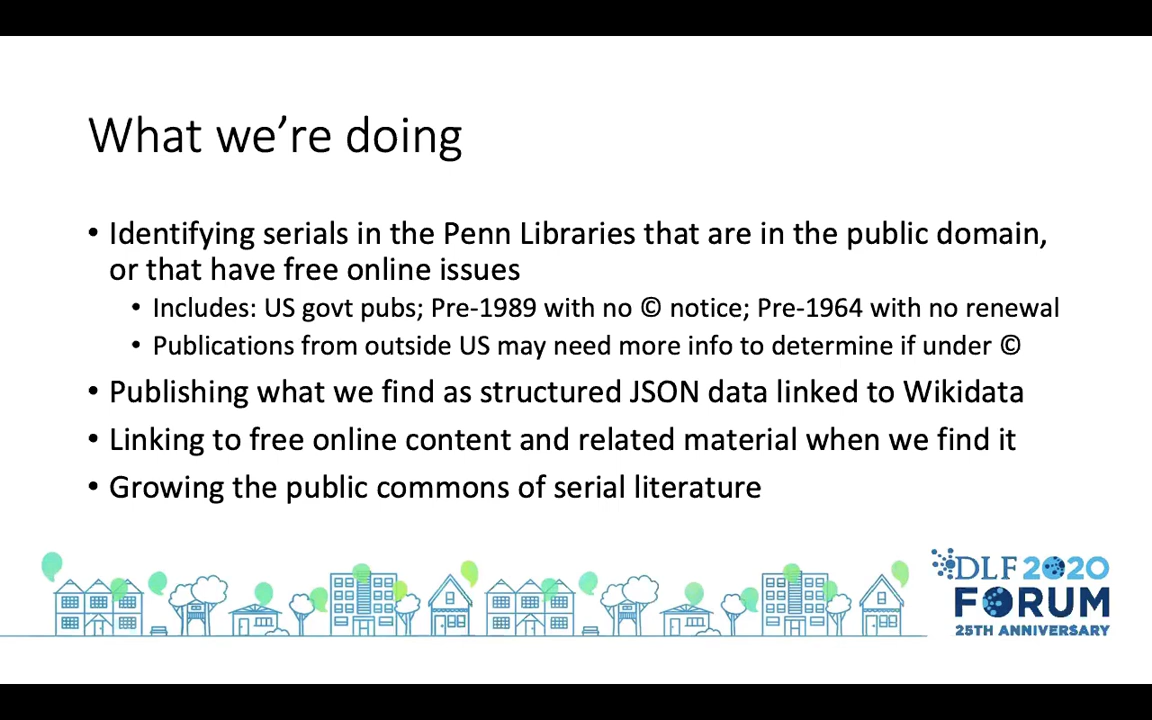 What we’re doing
• Identifying serials in the Penn Libraries that are in the public domain,
or that have free online issues
• Includes: US govt pubs; Pre-1989 with no © notice; Pre-1964 with no renewal
• Publications from outside US may need more info to determine if under ©
• Publishing what we find as structured JSON data linked to Wikidata
• Linking to free online content and related material when we find it
• Growing the public commons of serial literature
DLF 2020
FORUM
25TH ANNIVERSARY